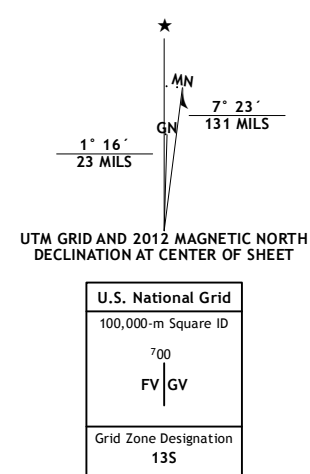 ★
MN
7° 23´
131 MILS
GN
1° 16´
23 MILS
UTM GRID AND 2012 MAGNETIC NORTH
DECLINATION AT CENTER OF SHEET
U.S. National Grid
100,000-m Square ID
⁷00
FV GV
Grid Zone Designation
13S